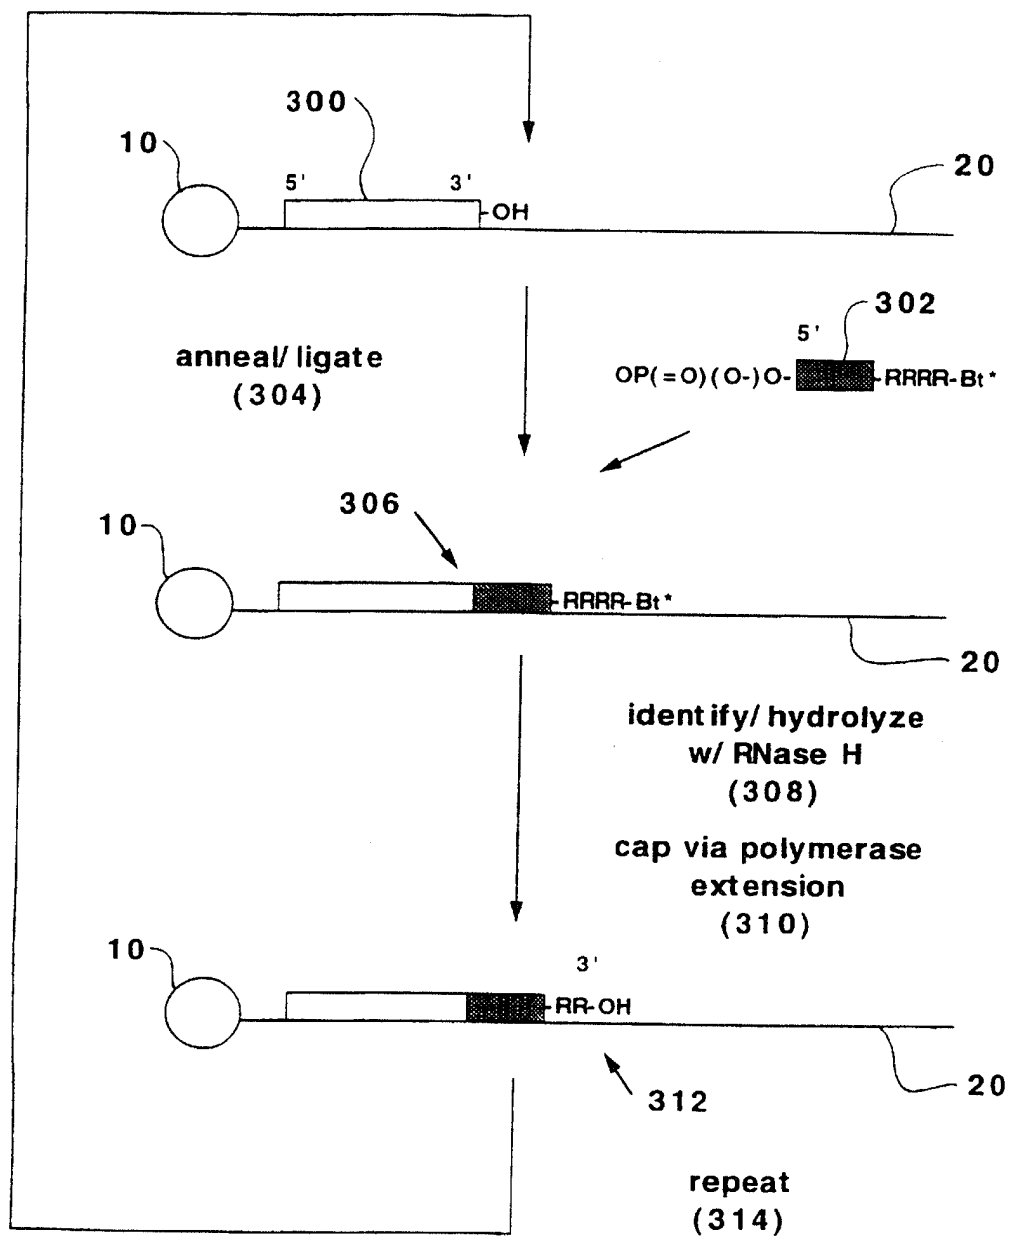 300
10
20
5' 3'
-OH
302
5'
anneal/ligate
(304)
OP(=O)(O-)O- -RRRR-Bt*
306
10
-RRRR-Bt*
20
identify/hydrolyze
w/ RNase H
(308)
cap via polymerase
extension
(310)
10
3'
-RR-OH
20
312
repeat
(314)